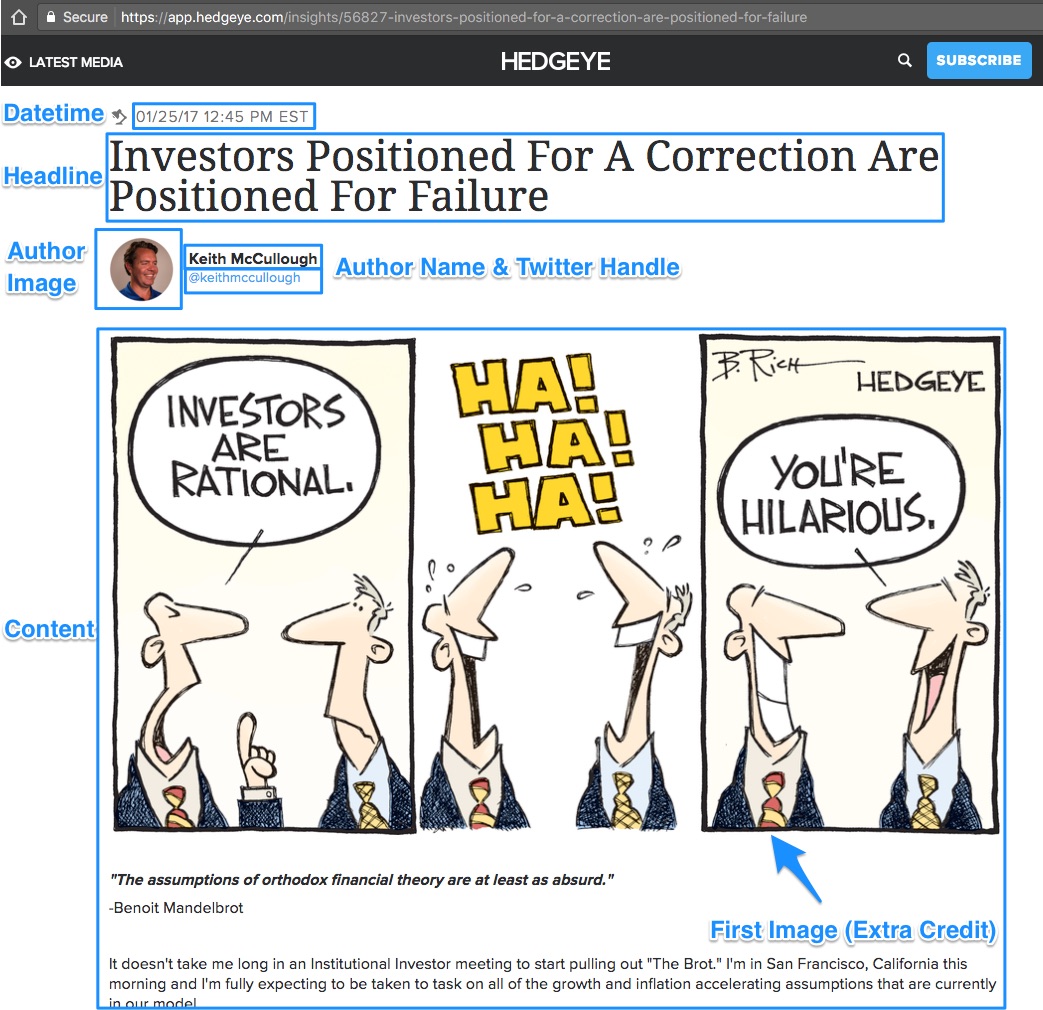 Secure https://app.hedgeye.com/insights/56827-investors-positioned-for-a-correction-are-positioned-for-failure
LATEST MEDIA HEDGEYE SUBSCRIBE
Datetime 01/25/17 12:45 PM EST
Headline Investors Positioned For A Correction Are
Positioned For Failure
Author
Image
Keith McCullough
@keithmccullough
Author Name & Twitter Handle
Content
INVESTORS
ARE
RATIONAL.
HA!
HA!
HA!
B. RICH
HEDGEYE
YOU'RE
HILARIOUS.
First Image (Extra Credit)
"The assumptions of orthodox financial theory are at least as absurd."
-Benoit Mandelbrot
It doesn't take me long in an Institutional Investor meeting to start pulling out "The Brot." I'm in San Francisco, California this
morning and I'm fully expecting to be taken to task on all of the growth and inflation accelerating assumptions that are currently
in our model